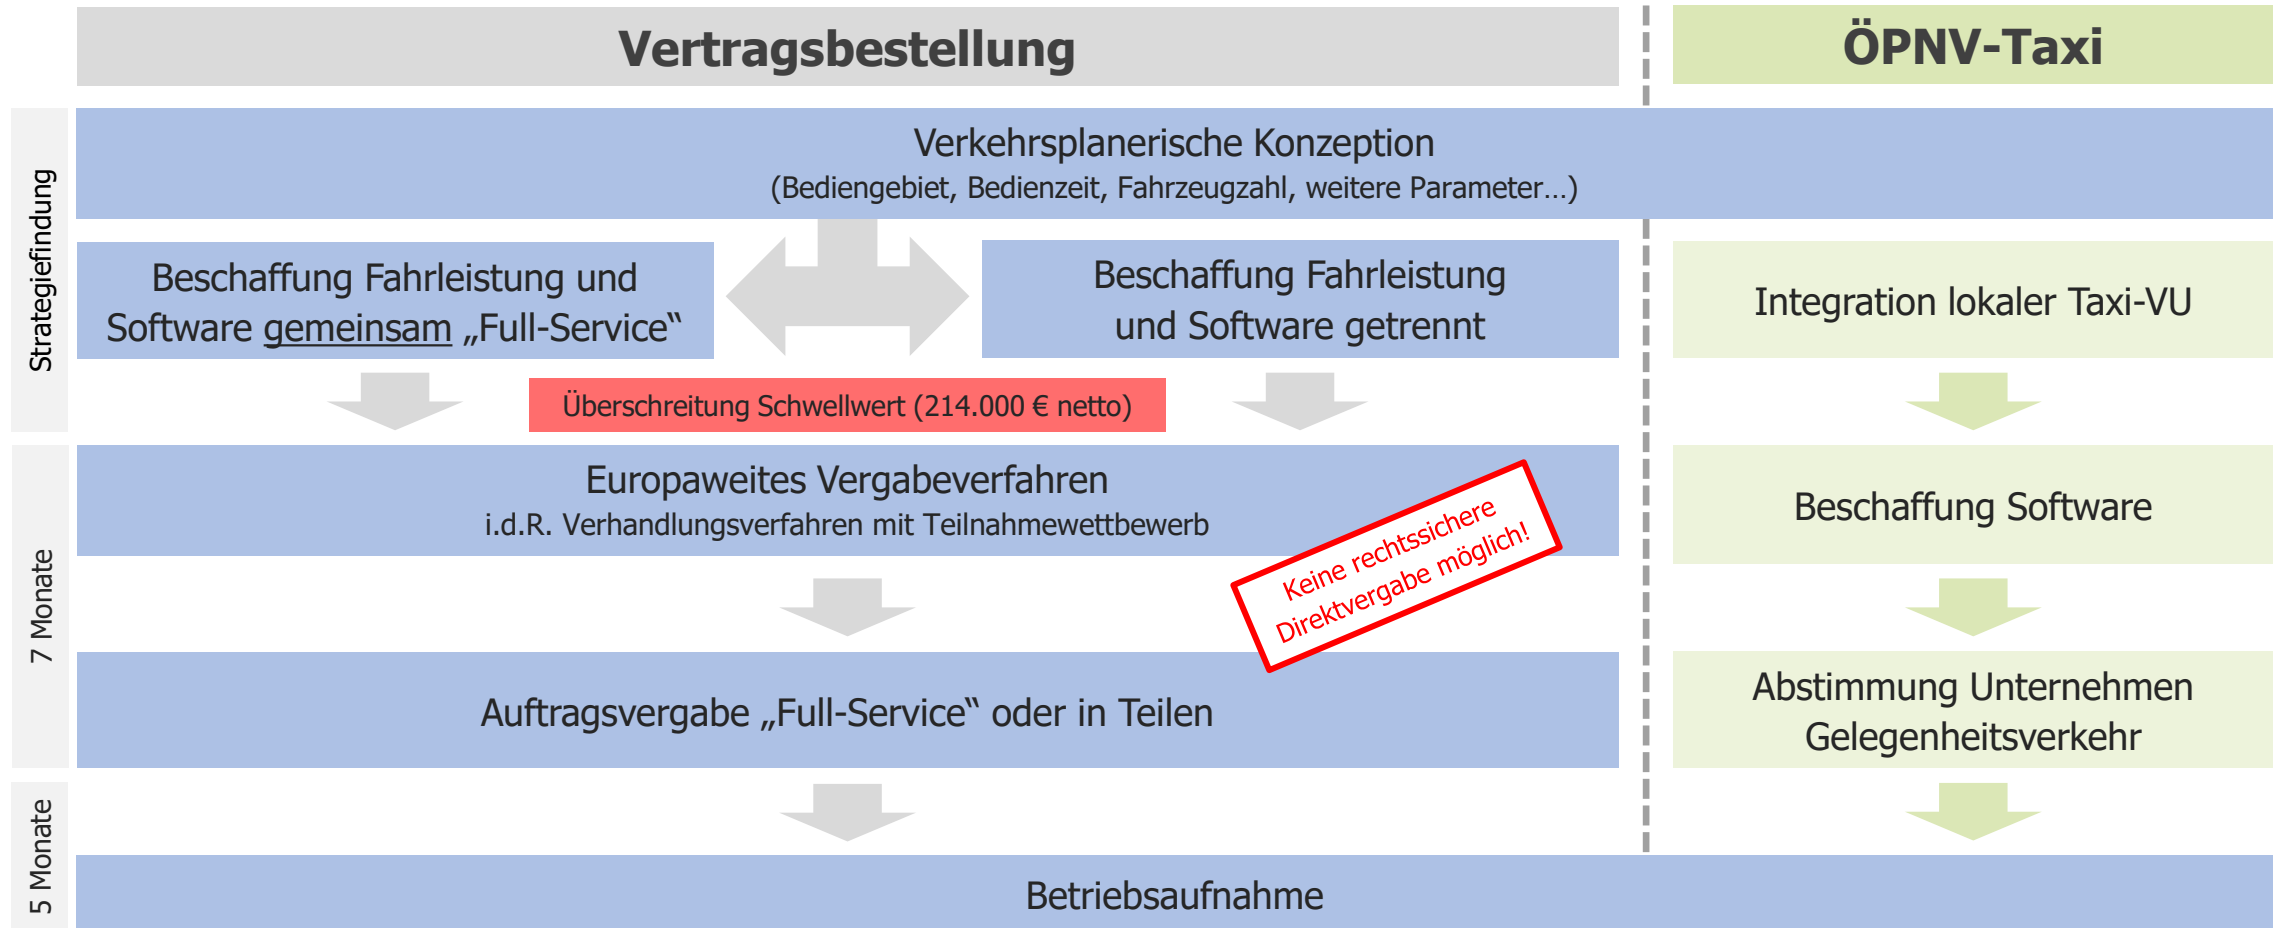 Vertragsbestellung
ÖPNV-Taxi
Strategiefindung
Verkehrsplanerische Konzeption
(Bediengebiet, Bedienzeit, Fahrzeugzahl, weitere Parameter…)
Beschaffung Fahrleistung und
Software gemeinsam „Full-Service“
Beschaffung Fahrleistung
und Software getrennt
Integration lokaler Taxi-VU
Überschreitung Schwellwert (214.000 € netto)
7 Monate
Europaweites Vergabeverfahren
i.d.R. Verhandlungsverfahren mit Teilnahmewettbewerb
Keine rechtssichere
Direktvergabe möglich!
Beschaffung Software
Auftragsvergabe „Full-Service“ oder in Teilen
Abstimmung Unternehmen
Gelegenheitsverkehr
5 Monate
Betriebsaufnahme